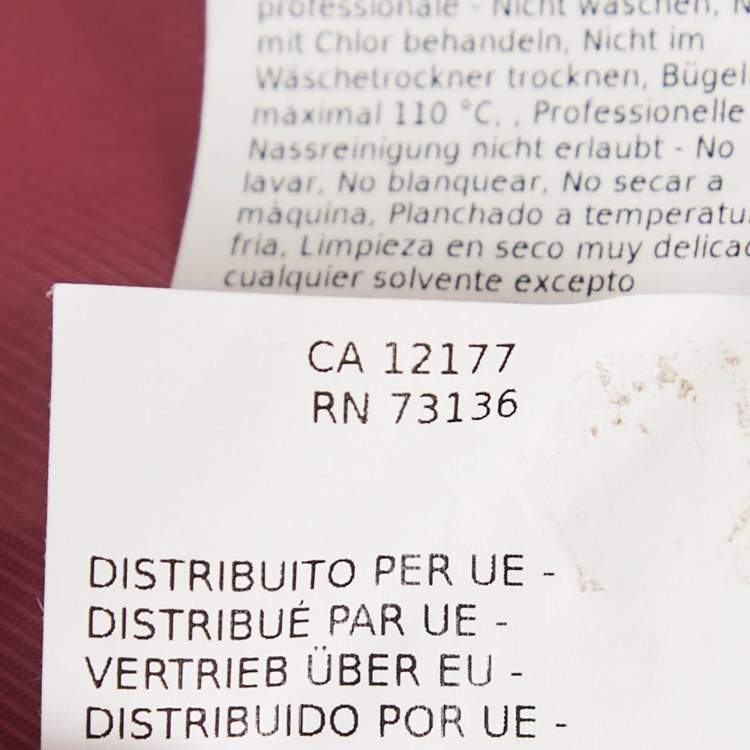 professionale - Nicht waschen,
mit Chlor behandeln, Nicht im
Wäschetrockner trocknen, Bügel
maximal 110 °C, , Professionelle
Nassreinigung nicht erlaubt - No
lavar, No blanquear, No secar a
máquina, Planchado a temperatu
fria, Limpieza en seco muy delica
cualquier solvente excepto
CA 12177
RN 73136
DISTRIBUITO PER UE -
DISTRIBUÉ PAR UE -
VERTRIEB ÜBER EU -
DISTRIBUIDO POR UE -